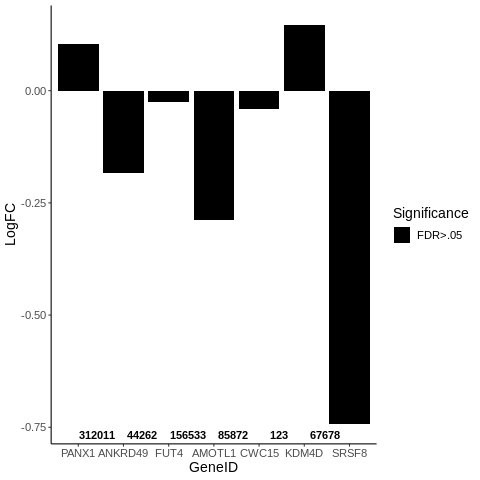 0.00
-0.25
-0.50
-0.75
LogFC
312011 44262 156533 85872 123 67678
PANX1 ANKRD49 FUT4 AMOTL1 CWC15 KDM4D SRSF8
GeneID
Significance
FDR>.05